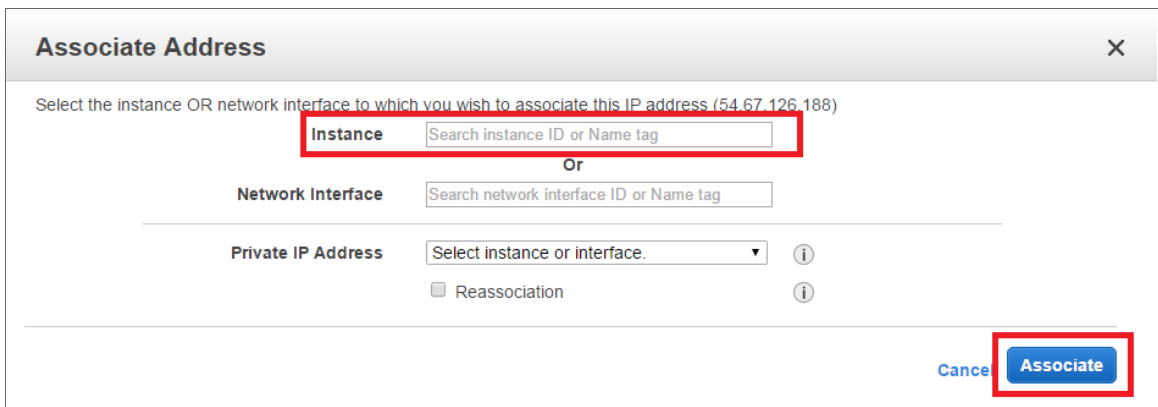 Associate Address
Select the instance OR network interface to which you wish to associate this IP address (54.67.126.188)
Instance Search instance ID or Name tag
Or
Network Interface Search network interface ID or Name tag
Private IP Address Select instance or interface.
Reassociation
Cancel Associate